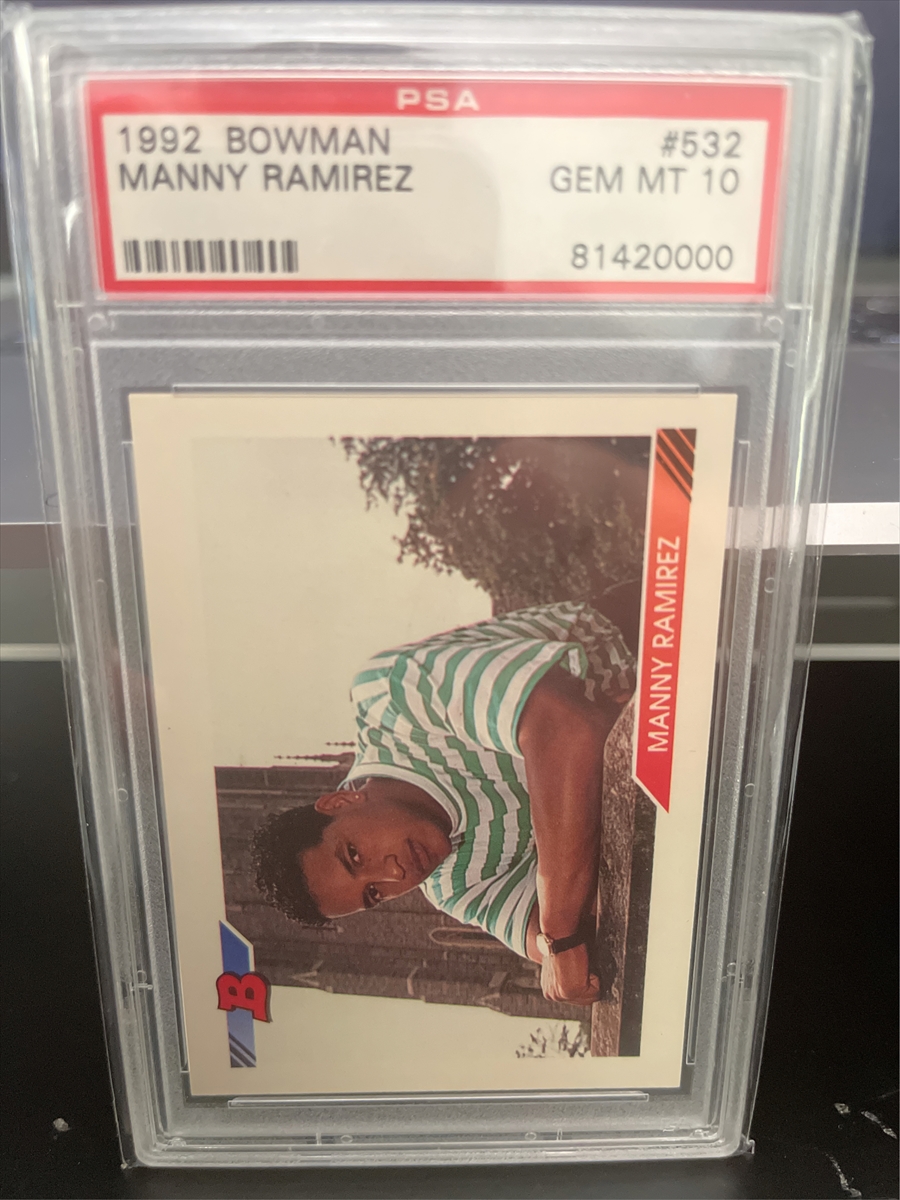 PSA
1992 BOWMAN #532
MANNY RAMIREZ GEM MT 10
81420000
MANNY RAMIREZ
B